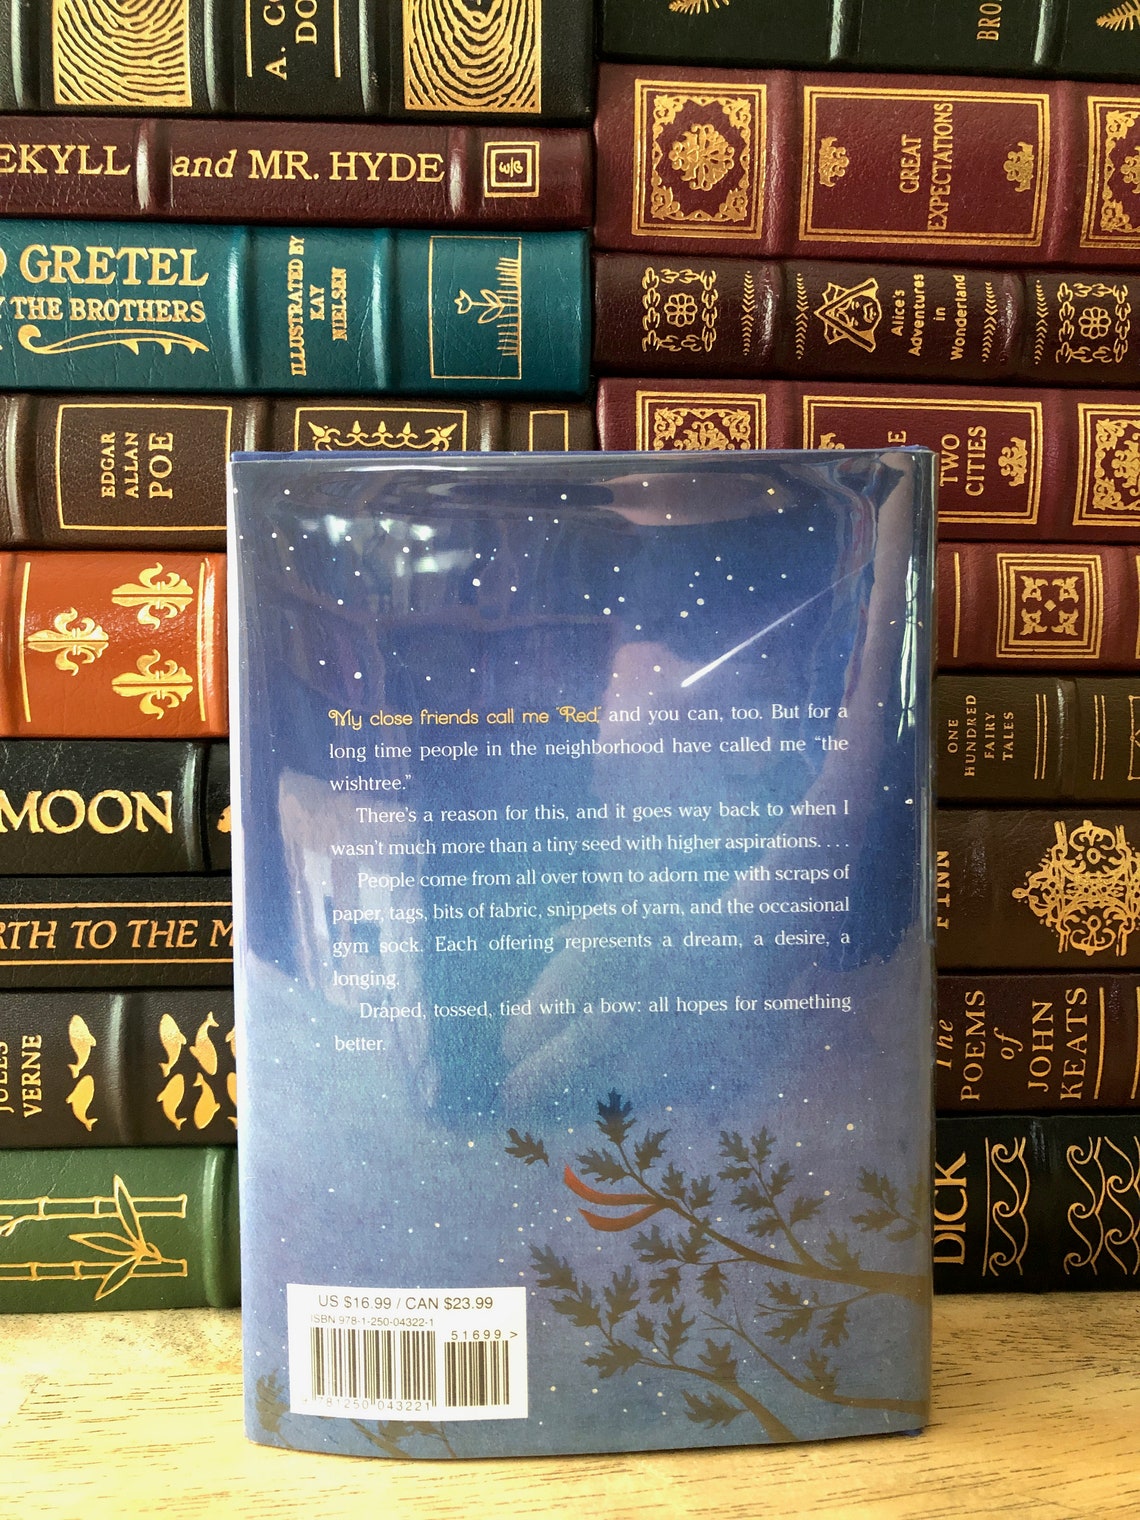 A. CO
DO
EKYLL and MR. HYDE
GRETEL
Y THE BROTHERS
ILLUSTRATED BY
KAY
NIELSEN
EDGAR
ALLAN
POE
MOON
RTH TO THE M
JULES
VERNE
BRO
GREAT
EXPECTATIONS
Alice's
Adventures
in
Wonderland
TWO
CITIES
ONE
HUNDRED
FAIRY
TALES
The
POEMS
of
JOHN
KEATS
DICK
My close friends call me "Red," and you can, too. But for a
long time people in the neighborhood have called me "the
wishtree."
There's a reason for this, and it goes way back to when I
wasn't much more than a tiny seed with higher aspirations. . . .
People come from all over town to adorn me with scraps of
paper, tags, bits of fabric, snippets of yarn, and the occasional
gym sock. Each offering represents a dream, a desire, a
longing.
Draped, tossed, tied with a bow: all hopes for something
better.
US $16.99 / CAN $23.99
ISBN 978-1-250-04322-1
51699>
9 781250 043221